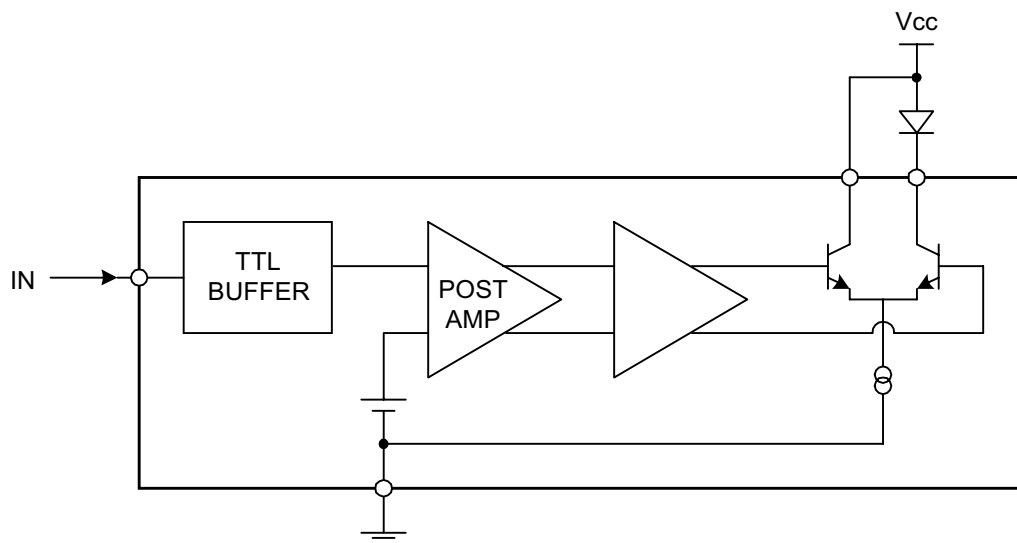 Vcc
IN
TTL
BUFFER
POST
AMP